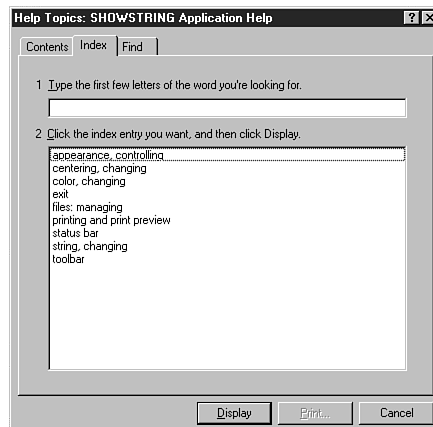 Help Topics: SHOWSTRING Application Help
Contents Index Find
1 Type the first few letters of the word you're looking for.
2 Click the index entry you want, and then click Display.
appearance, controlling
centering, changing
color, changing
exit
files: managing
printing and print preview
status bar
string, changing
toolbar
Display Print... Cancel